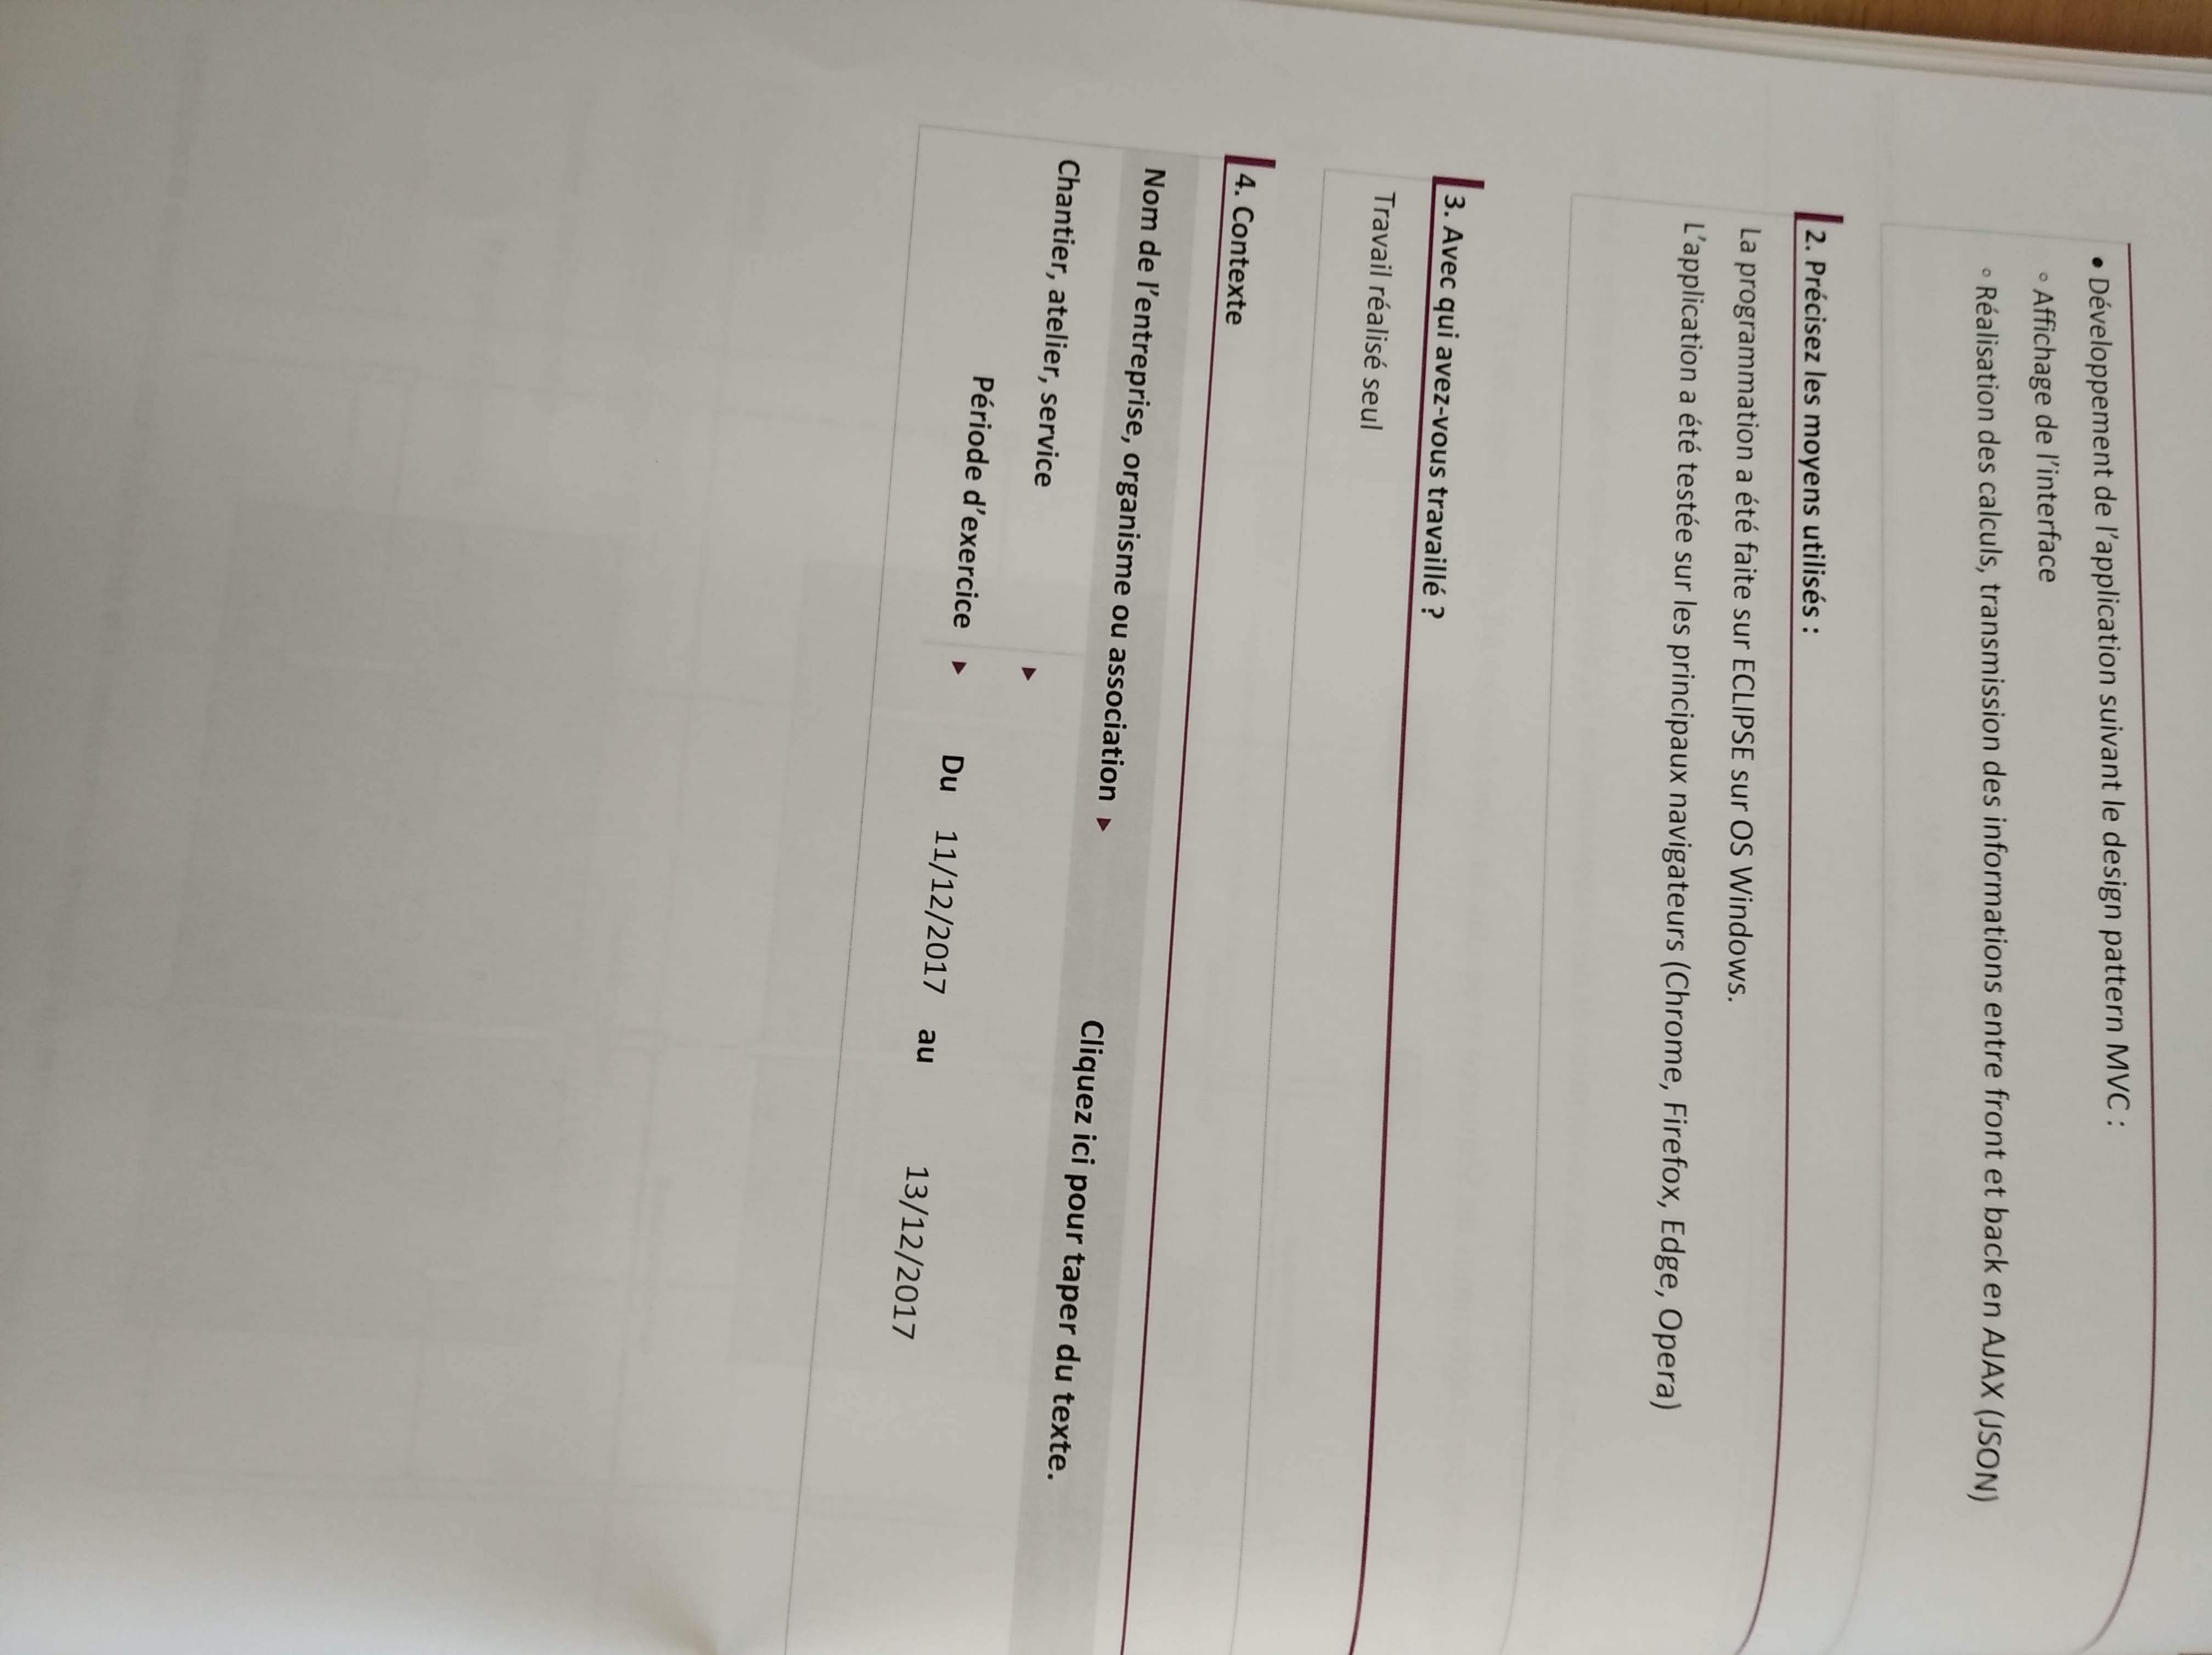 • Développement de l'application suivant le design pattern MVC :
◦ Affichage de l'interface
◦ Réalisation des calculs, transmission des informations entre front et back en AJAX (JSON)
2. Précisez les moyens utilisés :
La programmation a été faite sur ECLIPSE sur OS Windows.
L'application a été testée sur les principaux navigateurs (Chrome, Firefox, Edge, Opera)
3. Avec qui avez-vous travaillé ?
Travail réalisé seul
4. Contexte
Nom de l'entreprise, organisme ou association ▸ Cliquez ici pour taper du texte.
Chantier, atelier, service ▸
Période d'exercice ▸ Du 11/12/2017 au 13/12/2017